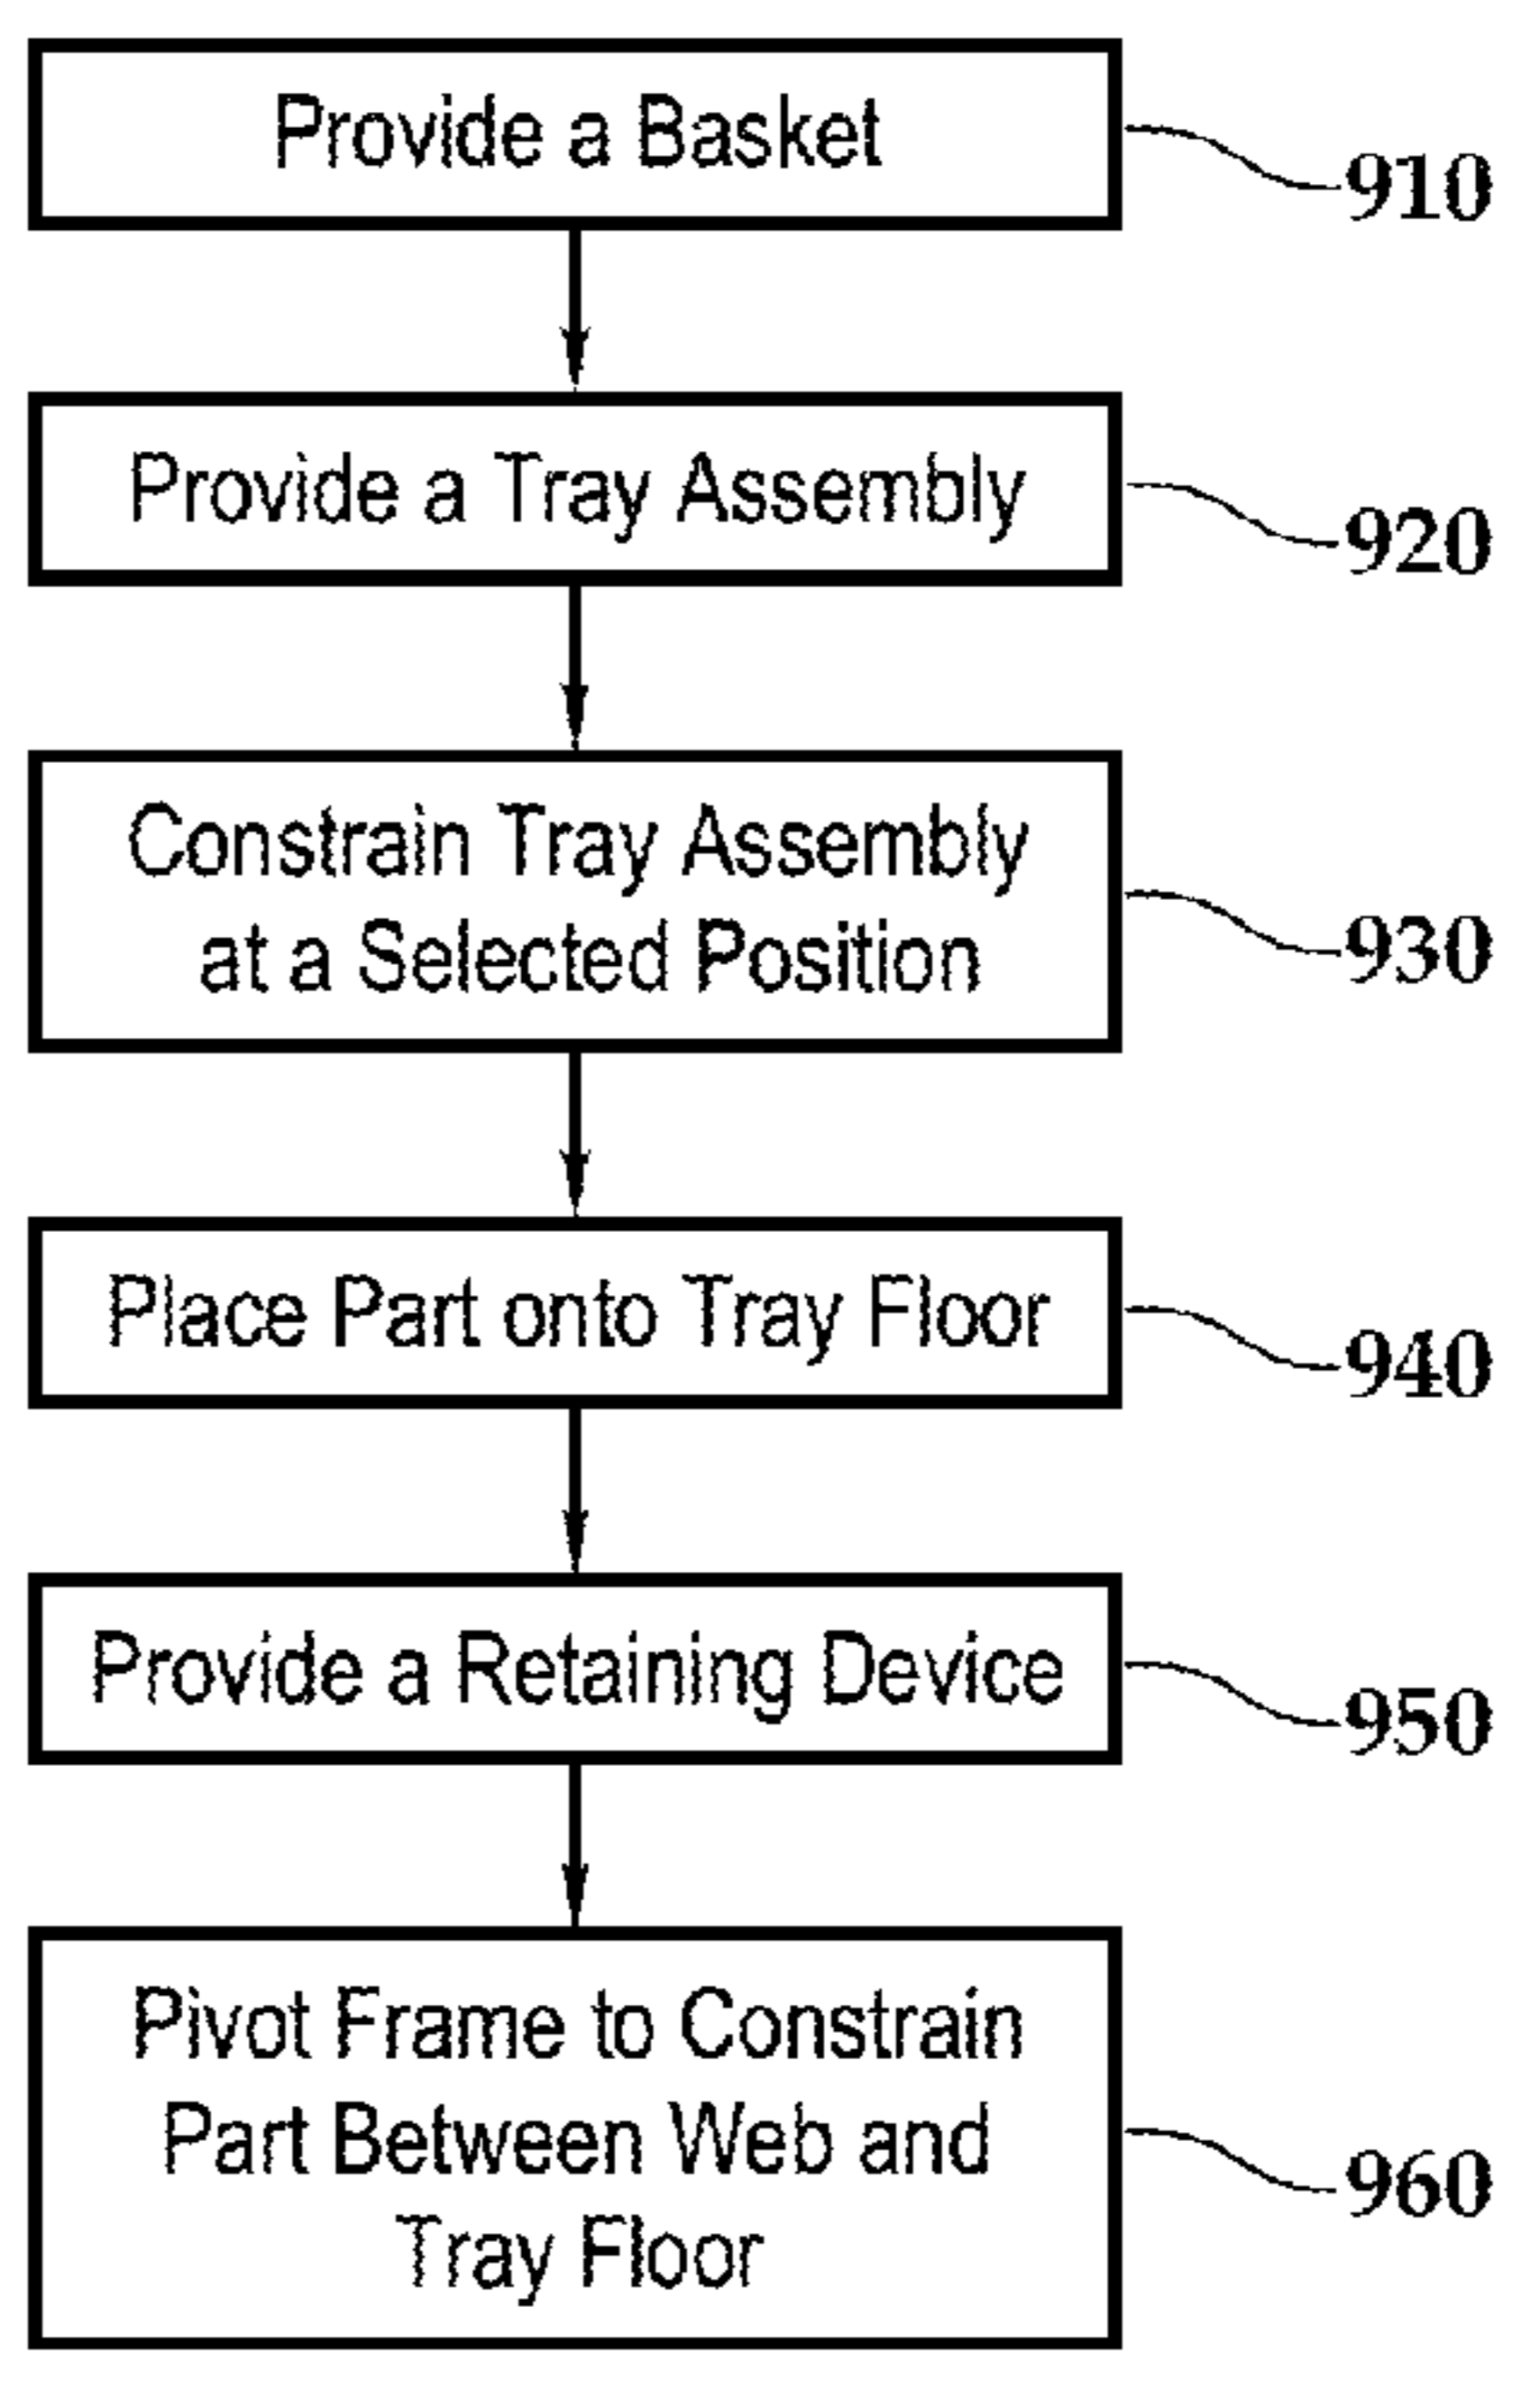 Provide a Basket
910
Provide a Tray Assembly
920
Constrain Tray Assembly
at a Selected Position
930
Place Part onto Tray Floor
940
Provide a Retaining Device
950
Pivot Frame to Constrain
Part Between Web and
Tray Floor
960